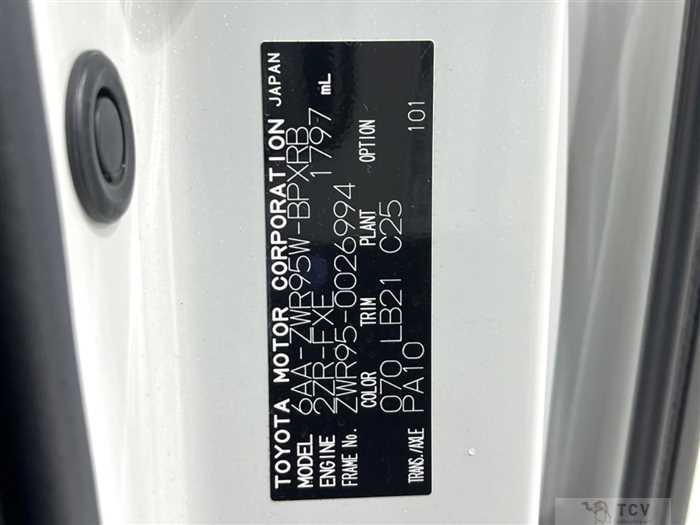 TOYOTA MOTOR CORPORATION JAPAN
MODEL 6AA-ZWR95W-BPXRB
ENGINE 2ZR-FXE 1797 mL
FRAME No. ZWR95-0026994
COLOR TRIM PLANT OPTION
070 LB21 C25
TRANS./AXLE PA10 101
TCV